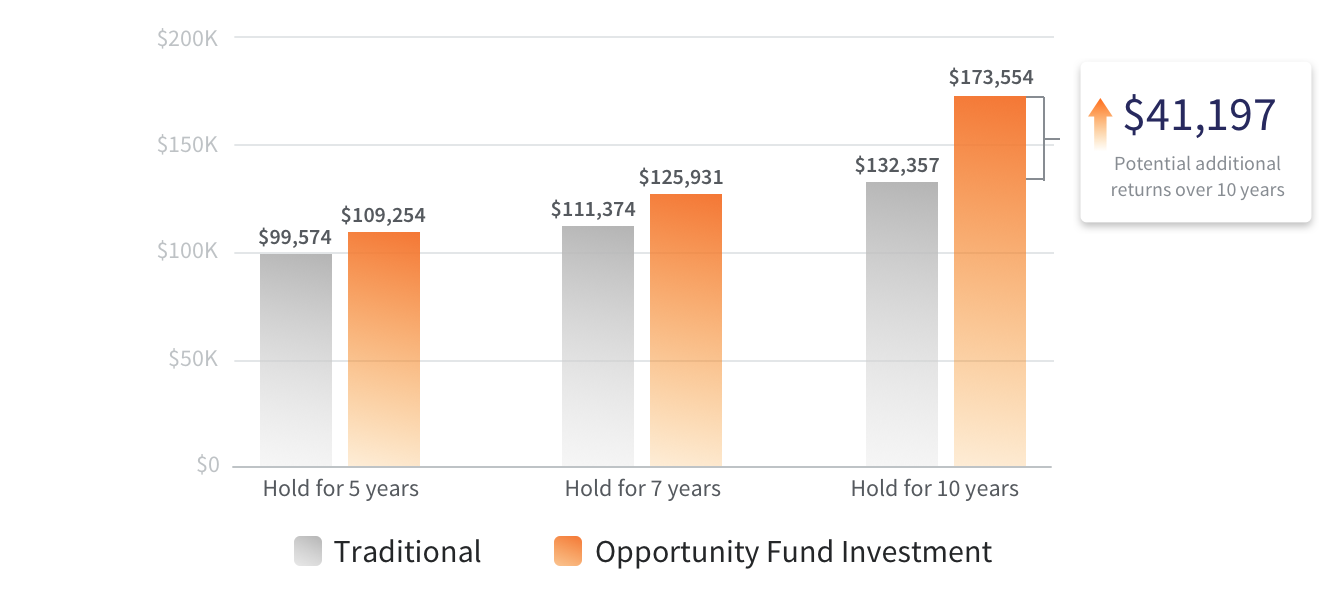 $200K
$173,554
$41,197
$150K
Potential additional
returns over 10 years
$132,357
$125,931
$111,374
$109,254
$99,574
$100K
$50K
$0
Hold for 5 years
Hold for 7 years
Hold for 10 years
Traditional
Opportunity Fund Investment